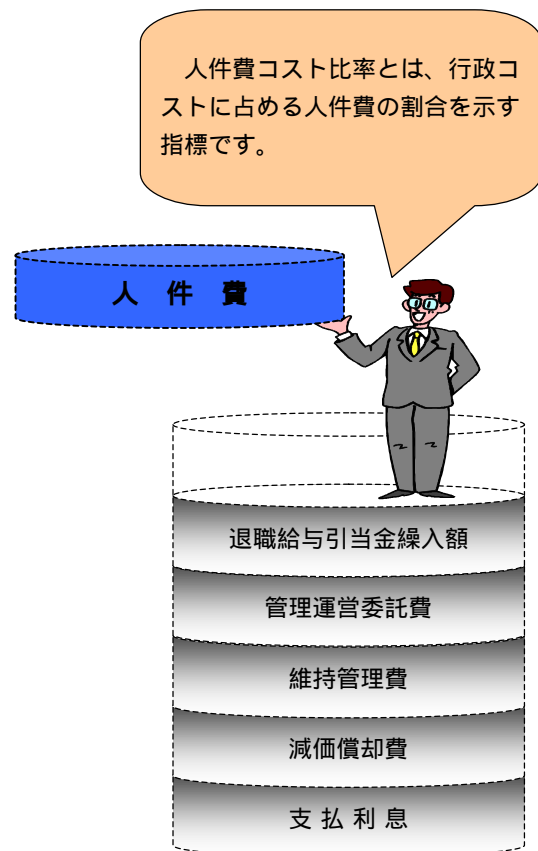 人件費コスト比率とは、行政コ
ストに占める人件費の割合を示す
指標です。
人　件　費
退職給与引当金繰入額
管理運営委託費
維持管理費
減価償却費
支 払 利 息